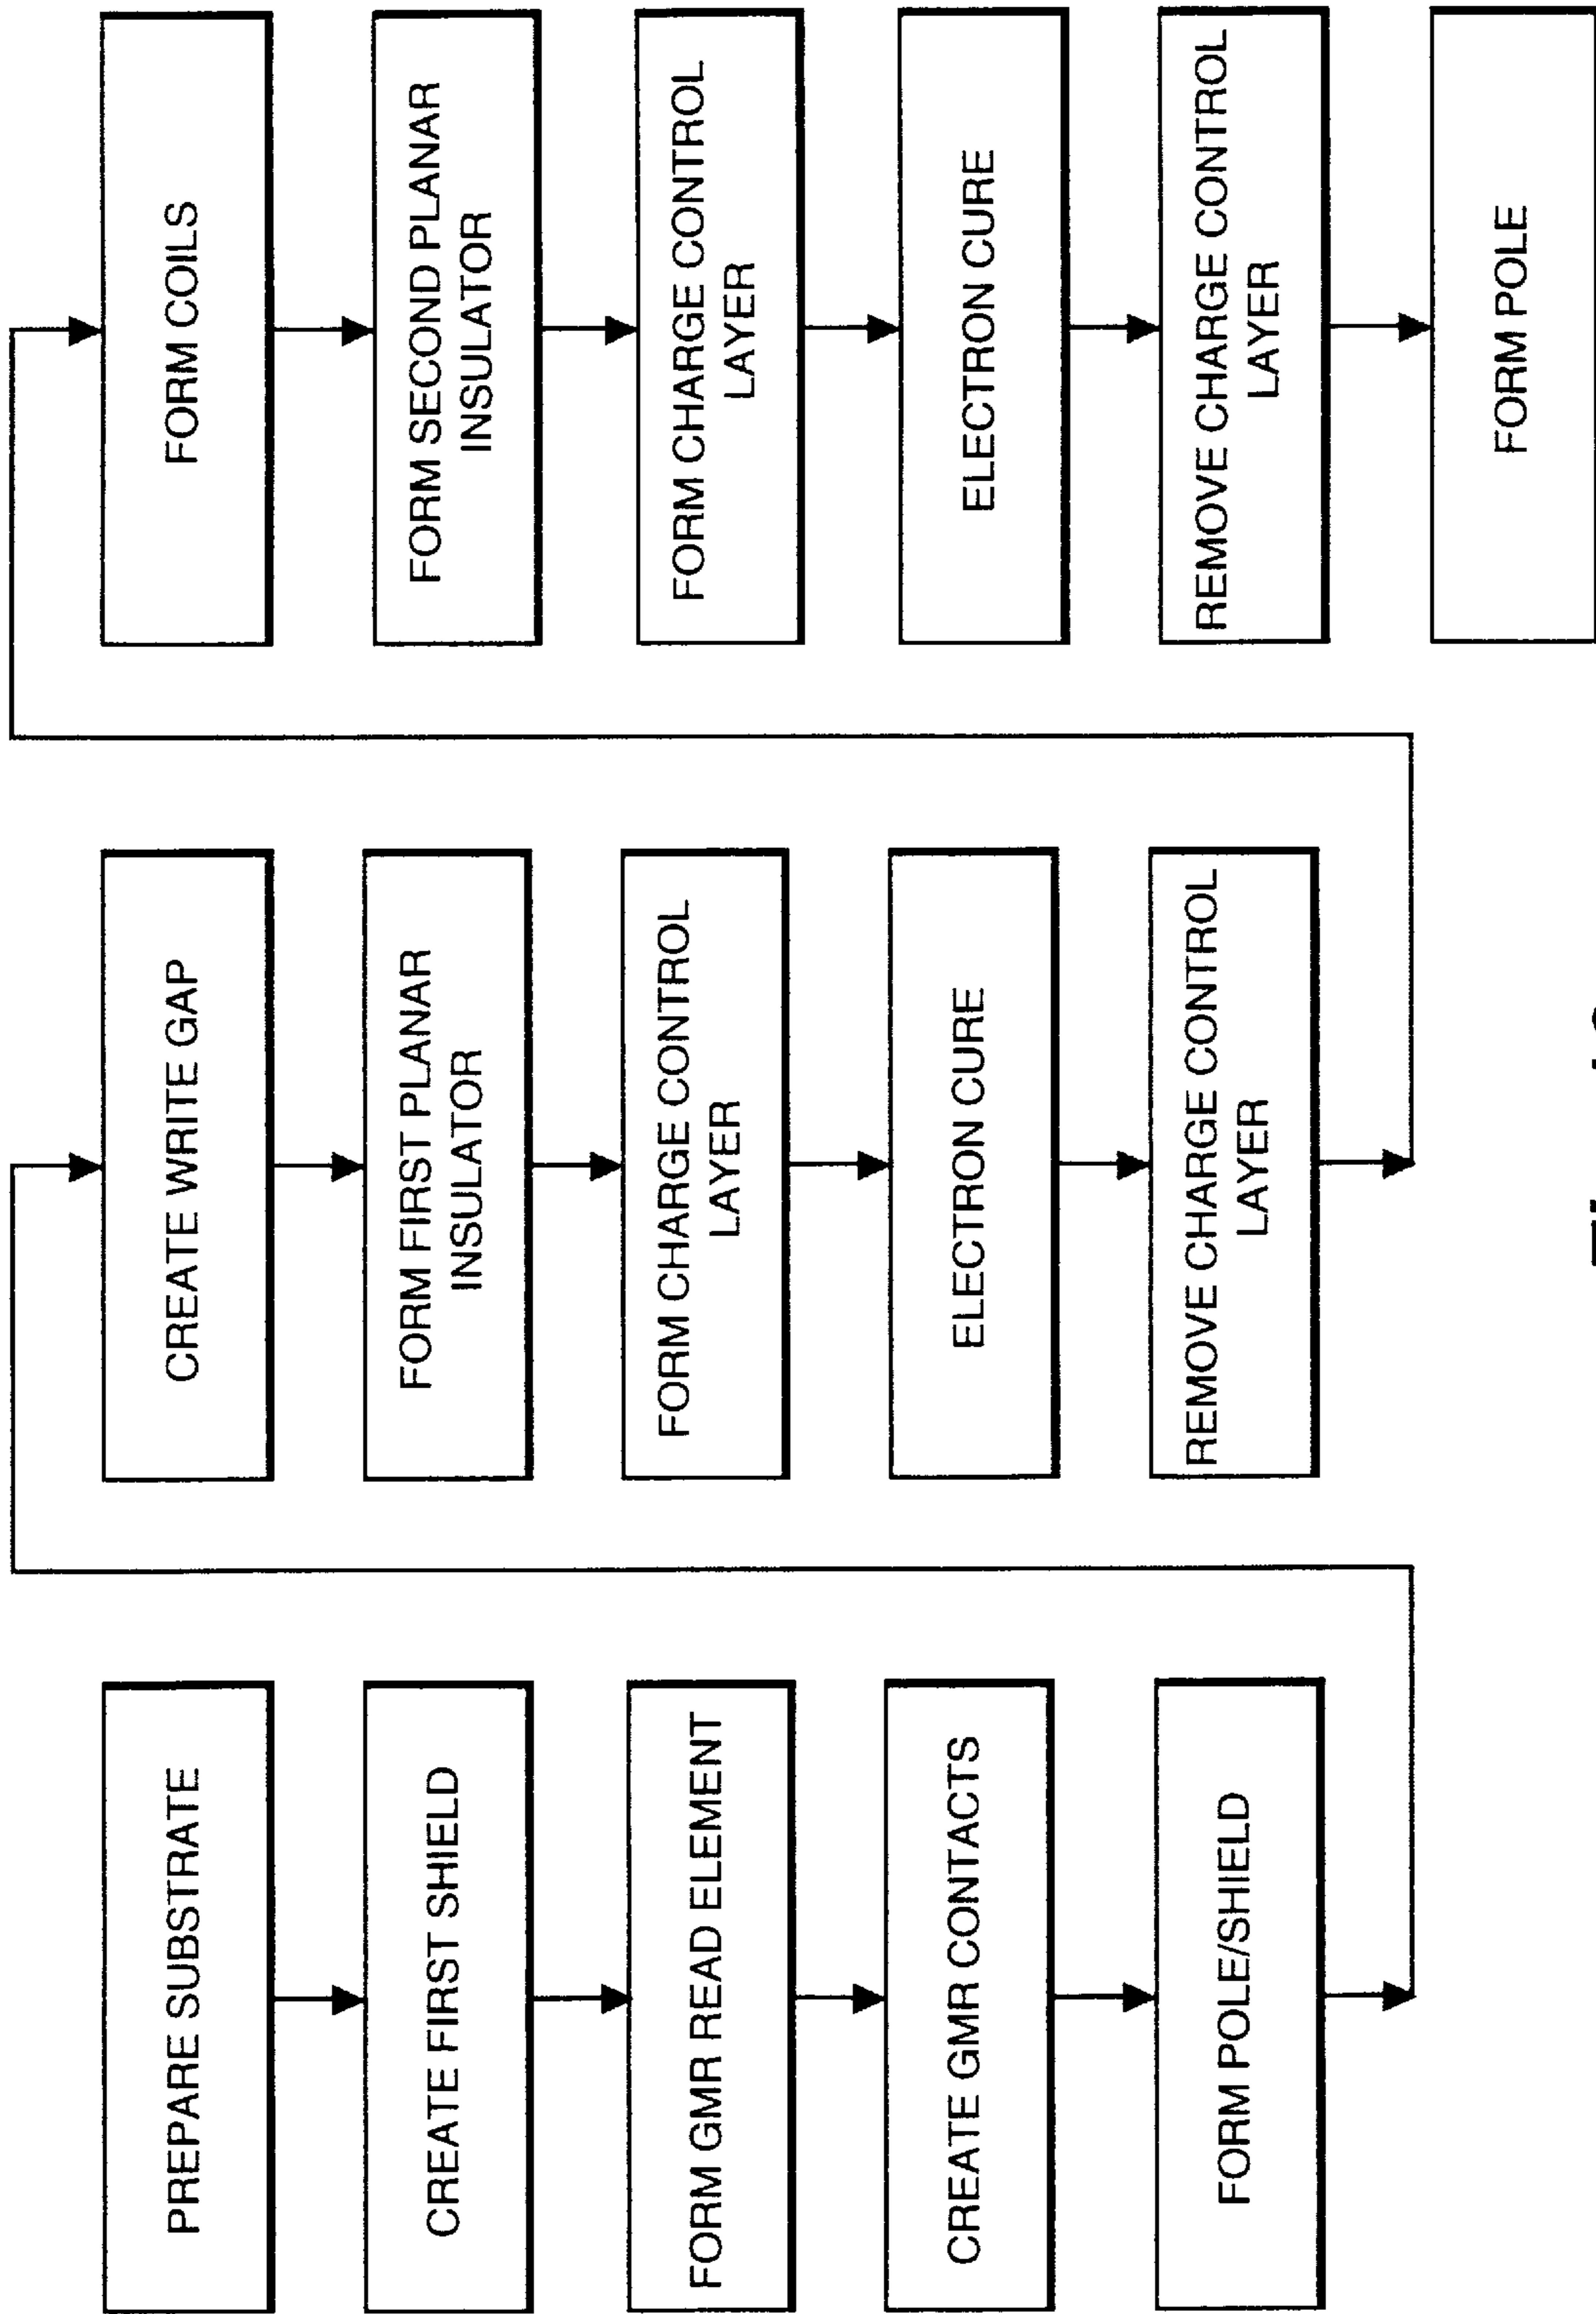 PREPARE SUBSTRATE
CREATE FIRST SHIELD
FORM GMR READ ELEMENT
CREATE GMR CONTACTS
FORM POLE/SHIELD
CREATE WRITE GAP
FORM FIRST PLANAR
INSULATOR
FORM CHARGE CONTROL
LAYER
ELECTRON CURE
REMOVE CHARGE CONTROL
LAYER
FORM COILS
FORM SECOND PLANAR
INSULATOR
FORM CHARGE CONTROL
LAYER
ELECTRON CURE
REMOVE CHARGE CONTROL
LAYER
FORM POLE